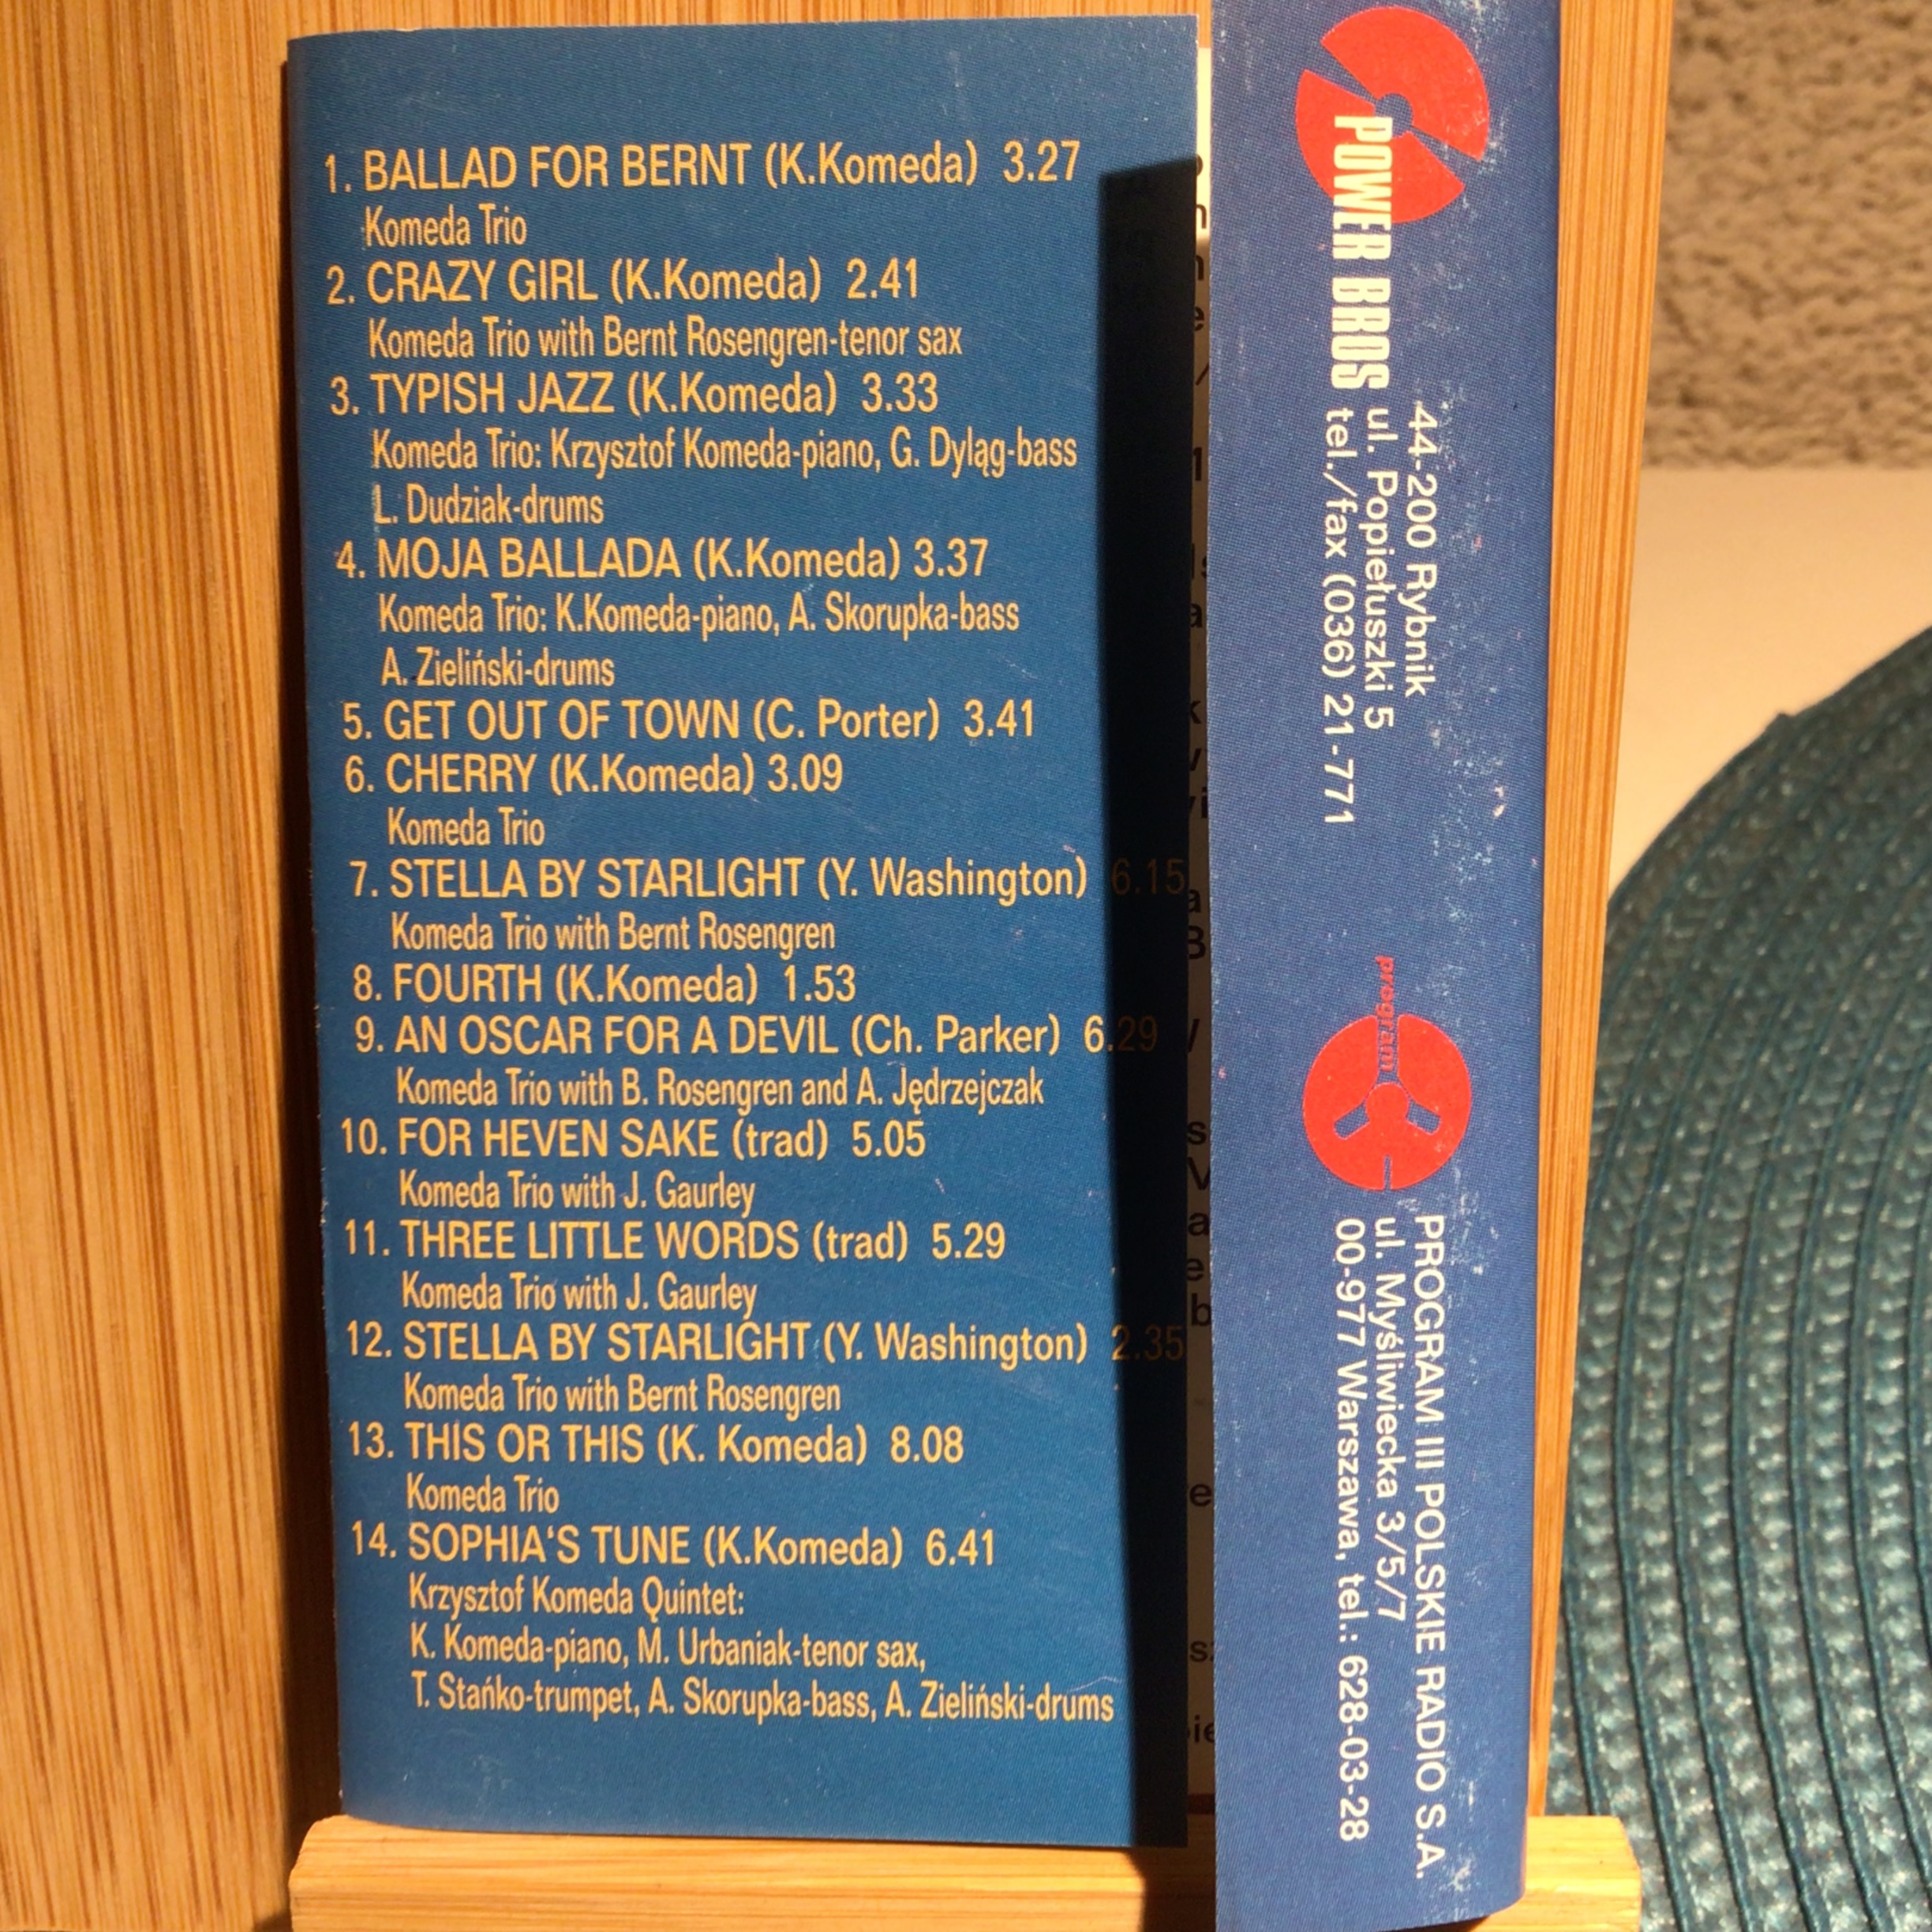 1. BALLAD FOR BERNT (K.Komeda) 3.27
Komeda Trio
2. CRAZY GIRL (K.Komeda) 2.41
Komeda Trio with Bernt Rosengren-tenor sax
3. TYPISH JAZZ (K.Komeda) 3.33
Komeda Trio: Krzysztof Komeda-piano, G. Dyląg-bass
L. Dudziak-drums
4. MOJA BALLADA (K.Komeda) 3.37
Komeda Trio: K.Komeda-piano, A. Skorupka-bass
A. Zieliński-drums
5. GET OUT OF TOWN (C. Porter) 3.41
6. CHERRY (K.Komeda) 3.09
Komeda Trio
7. STELLA BY STARLIGHT (Y. Washington) 6.15
Komeda Trio with Bernt Rosengren
8. FOURTH (K.Komeda) 1.53
9. AN OSCAR FOR A DEVIL (Ch. Parker) 6.29
Komeda Trio with B. Rosengren and A. Jędrzejczak
10. FOR HEVEN SAKE (trad) 5.05
Komeda Trio with J. Gaurley
11. THREE LITTLE WORDS (trad) 5.29
Komeda Trio with J. Gaurley
12. STELLA BY STARLIGHT (Y. Washington) 2.35
Komeda Trio with Bernt Rosengren
13. THIS OR THIS (K. Komeda) 8.08
Komeda Trio
14. SOPHIA'S TUNE (K.Komeda) 6.41
Krzysztof Komeda Quintet:
K. Komeda-piano, M. Urbaniak-tenor sax,
T. Stańko-trumpet, A. Skorupka-bass, A. Zieliński-drums
POWER BROS
44-200 Rybnik
ul. Popiełuszki 5
tel./fax (036) 21-771
program
PROGRAM III POLSKIE RADIO S.A.
ul. Myśliwiecka 3/5/7
00-977 Warszawa, tel.: 628-03-28